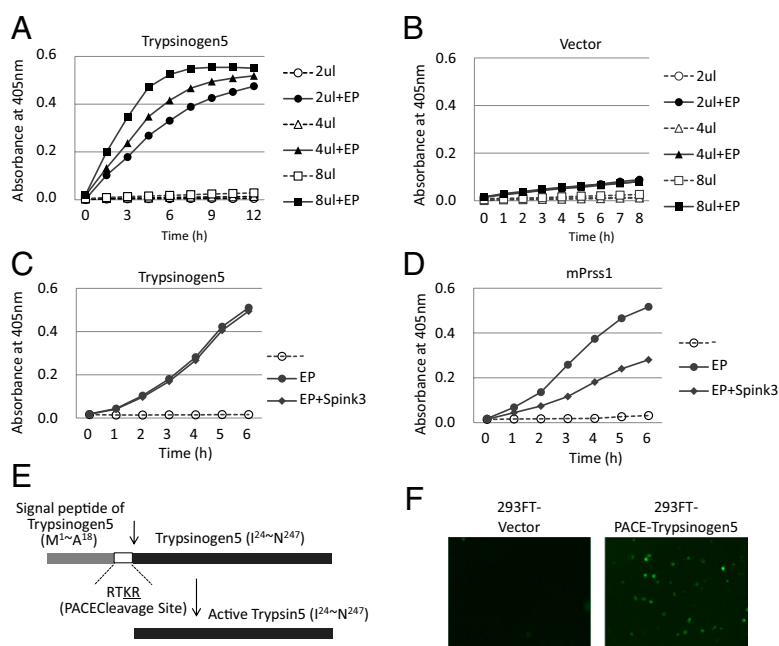 A
Trypsinogen5
Absorbance at 405nm
0.6
0.4
0.2
0.0
0 3 6 9 12
Time (h)
2ul
2ul+EP
4ul
4ul+EP
8ul
8ul+EP
B
Vector
Absorbance at 405nm
0.6
0.4
0.2
0.0
0 1 2 3 4 5 6 7 8
Time (h)
2ul
2ul+EP
4ul
4ul+EP
8ul
8ul+EP
C
Trypsinogen5
Absorbance at 405nm
0.6
0.4
0.2
0.0
0 1 2 3 4 5 6
Time (h)
-
EP
EP+Spink3
D
mPrss1
Absorbance at 405nm
0.6
0.4
0.2
0.0
0 1 2 3 4 5 6
Time (h)
-
EP
EP+Spink3
E
Signal peptide of
Trypsinogen5
(M1~A18)
Trypsinogen5 (I24~N247)
RTKR
(PACECleavage Site)
Active Trypsin5 (I24~N247)
F
293FT-
Vector
293FT-
PACE-Trypsinogen5